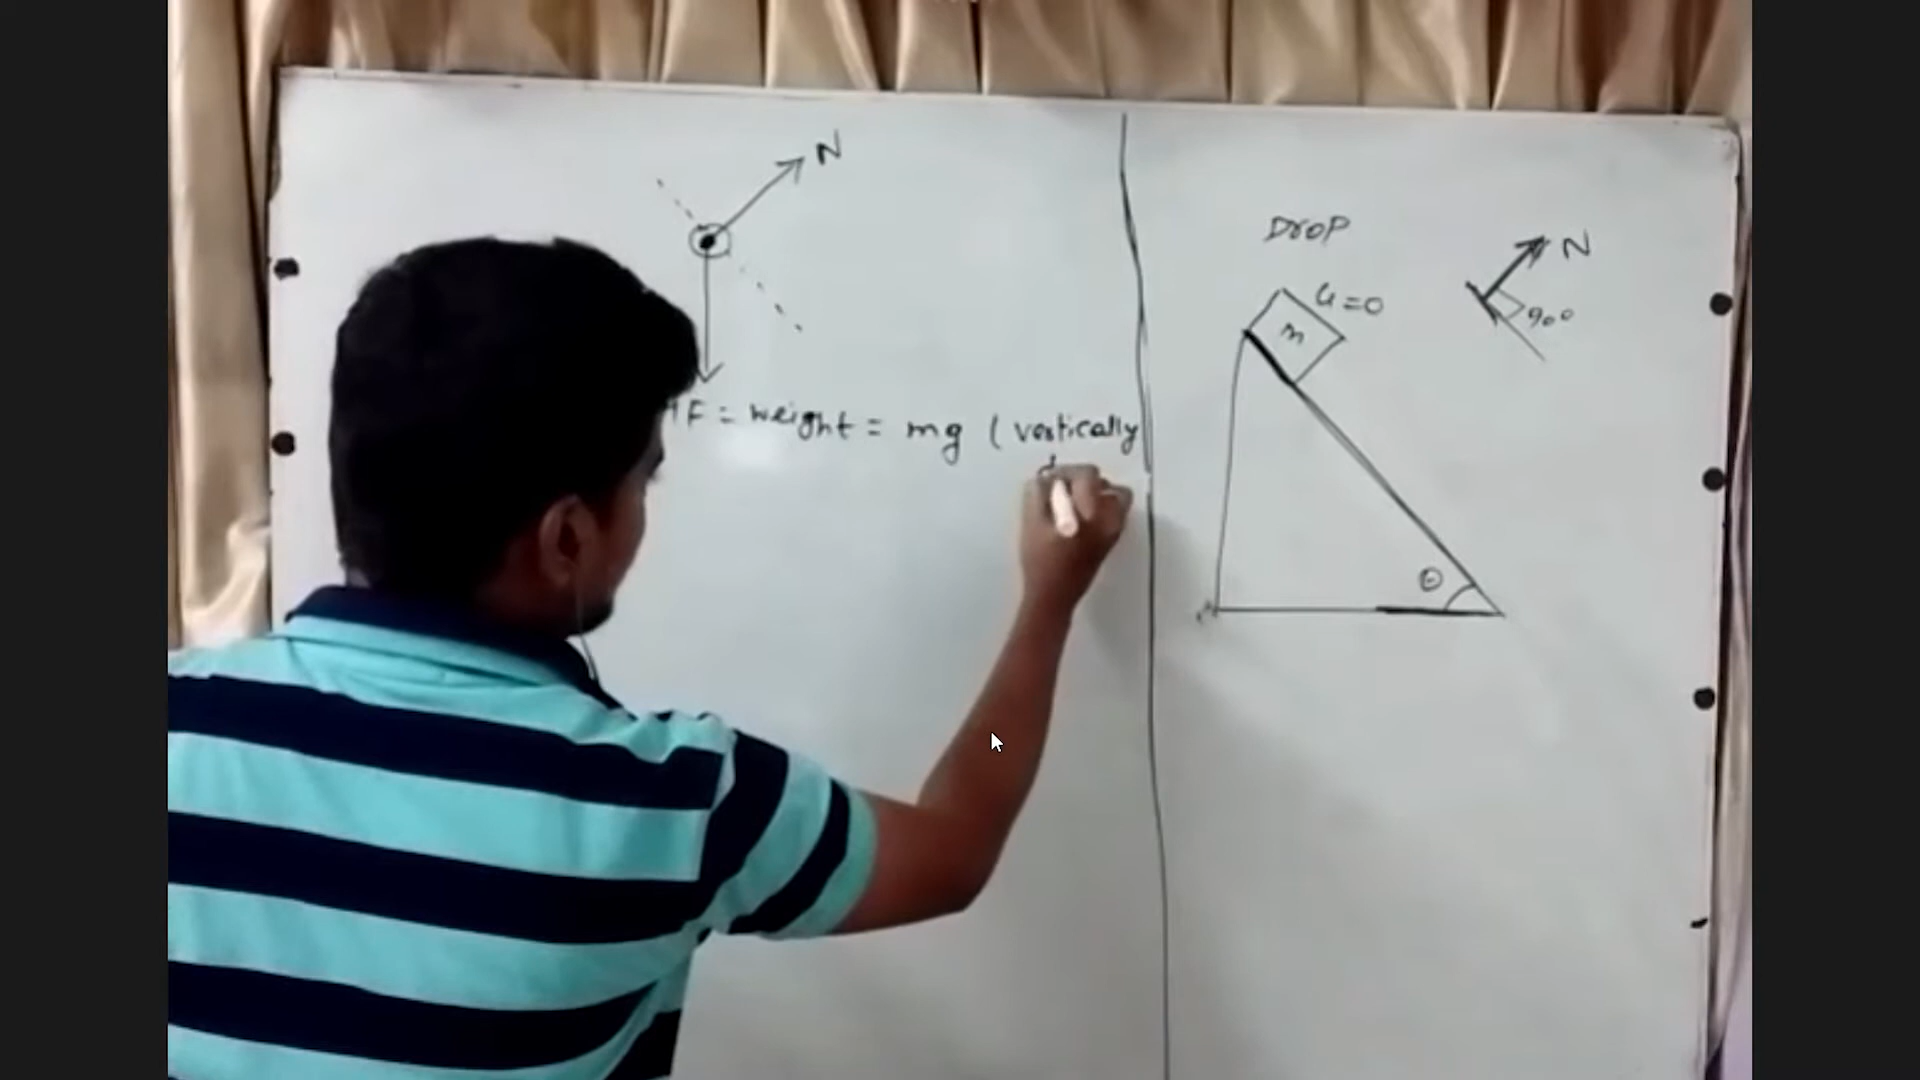 N
F = weight = mg ( vertically
Drop
u = 0
m
N
90°
θ